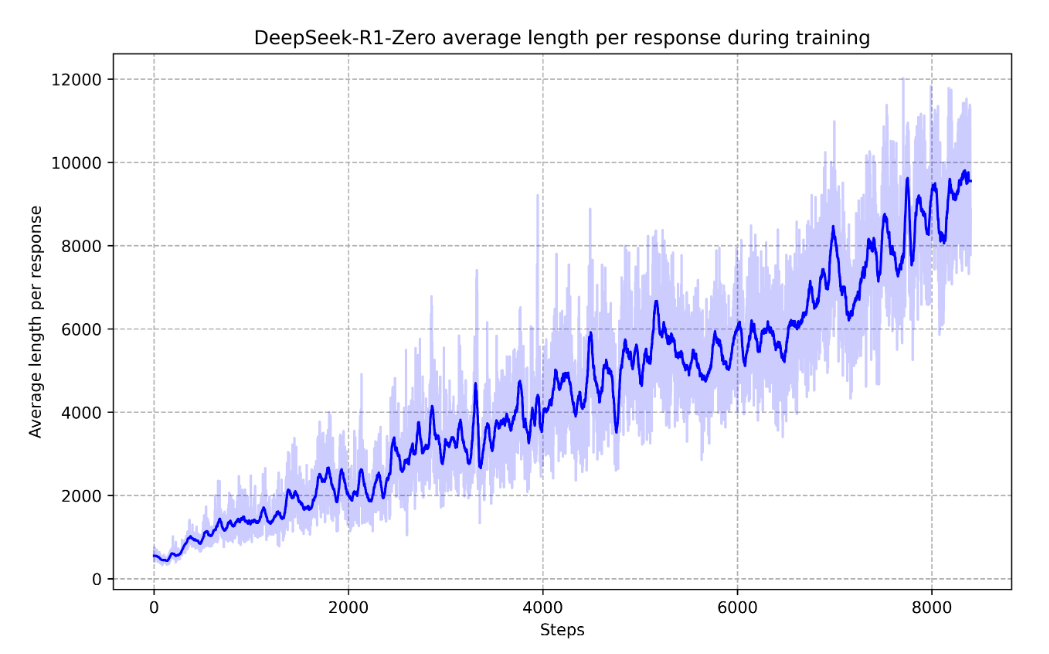 DeepSeek-R1-Zero average length per response during training
12000
10000
8000
6000
4000
2000
0
Average length per response
0 2000 4000 6000 8000
Steps